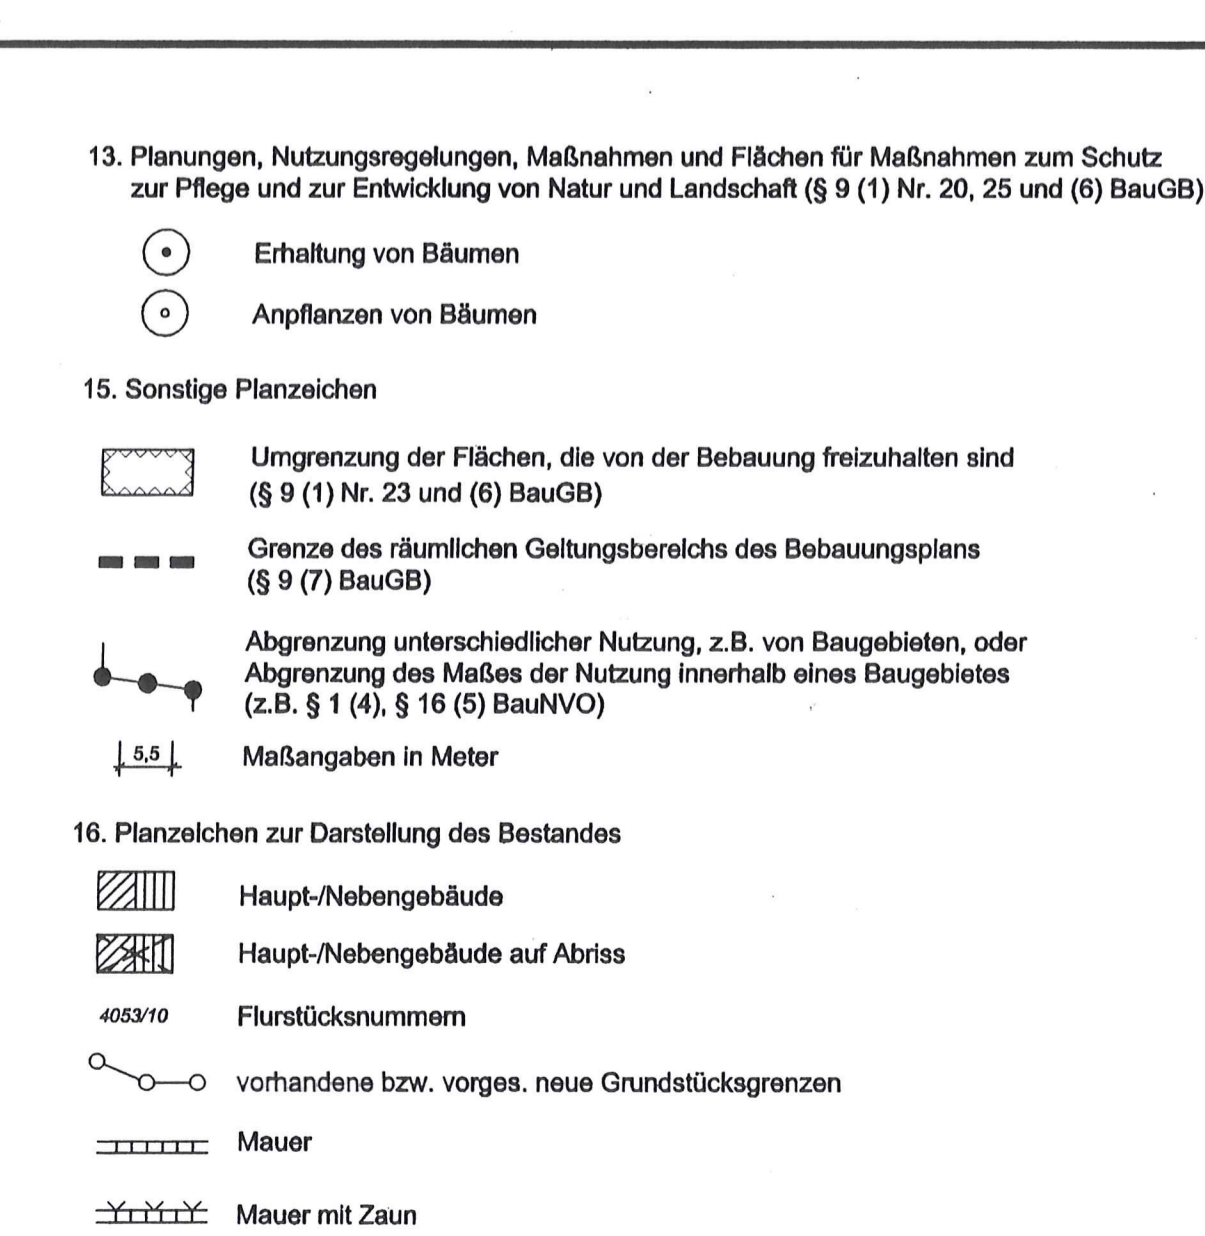 13. Planungen, Nutzungsregelungen, Maßnahmen und Flächen für Maßnahmen zum Schutz
zur Pflege und zur Entwicklung von Natur und Landschaft (§ 9 (1) Nr. 20, 25 und (6) BauGB)
Erhaltung von Bäumen
Anpflanzen von Bäumen
15. Sonstige Planzeichen
Umgrenzung der Flächen, die von der Bebauung freizuhalten sind
(§ 9 (1) Nr. 23 und (6) BauGB)
Grenze des räumlichen Geltungsbereichs des Bebauungsplans
(§ 9 (7) BauGB)
Abgrenzung unterschiedlicher Nutzung, z.B. von Baugebieten, oder
Abgrenzung des Maßes der Nutzung innerhalb eines Baugebietes
(z.B. § 1 (4), § 16 (5) BauNVO)
5,5 Maßangaben in Meter
16. Planzeichen zur Darstellung des Bestandes
Haupt-/Nebengebäude
Haupt-/Nebengebäude auf Abriss
4053/10 Flurstücksnummern
vorhandene bzw. vorges. neue Grundstücksgrenzen
Mauer
Mauer mit Zaun